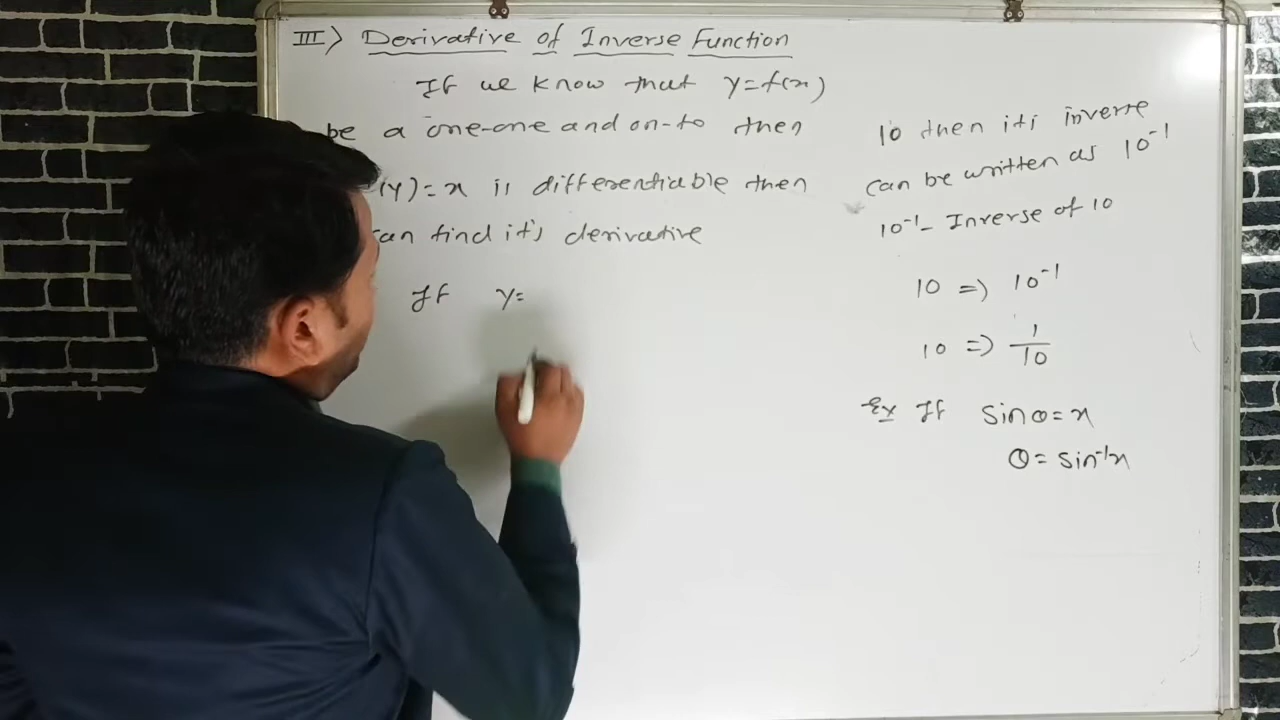 III) Derivative of Inverse Function
If we know that y=f(x)
be a one-one and on-to then
(y)=x is differentiable then
can find it's derivative
If y=
10 then its inverse
can be written as 10⁻¹
10⁻¹- Inverse of 10
10 => 10⁻¹
10 => 1/10
Ex If sinθ=x
θ= sin⁻¹x